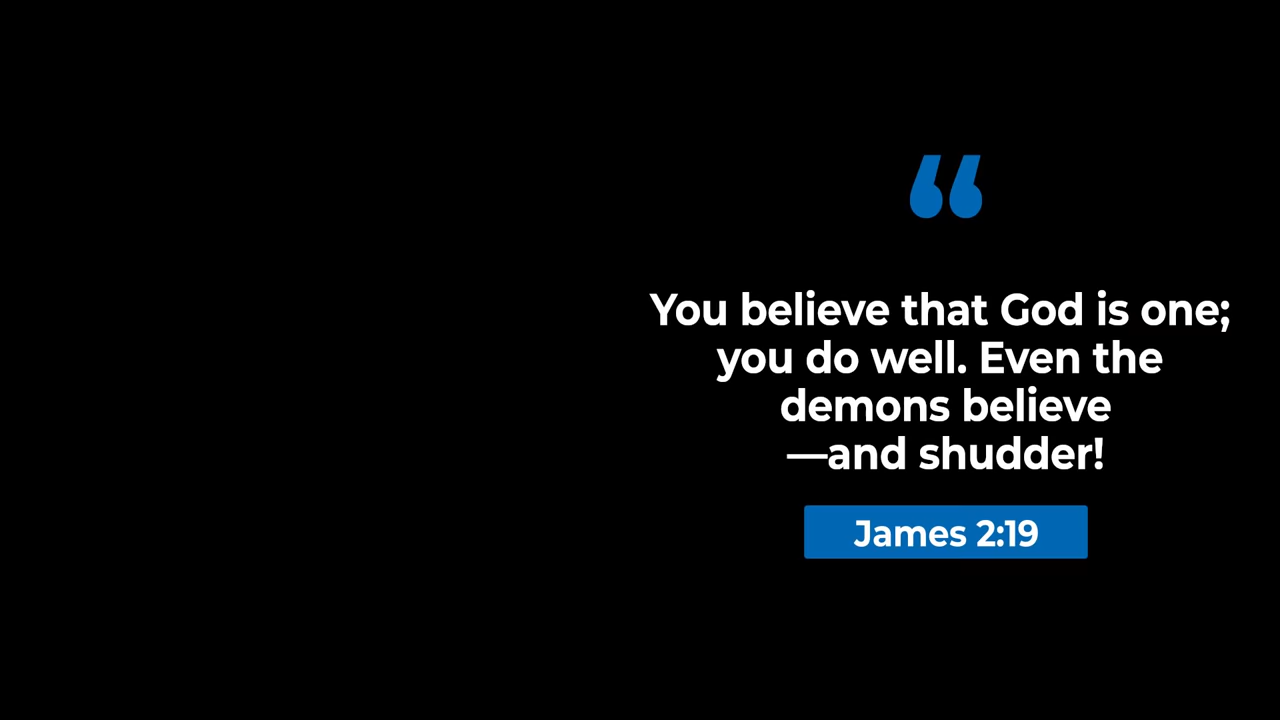 “
You believe that God is one;
you do well. Even the
demons believe
—and shudder!
James 2:19